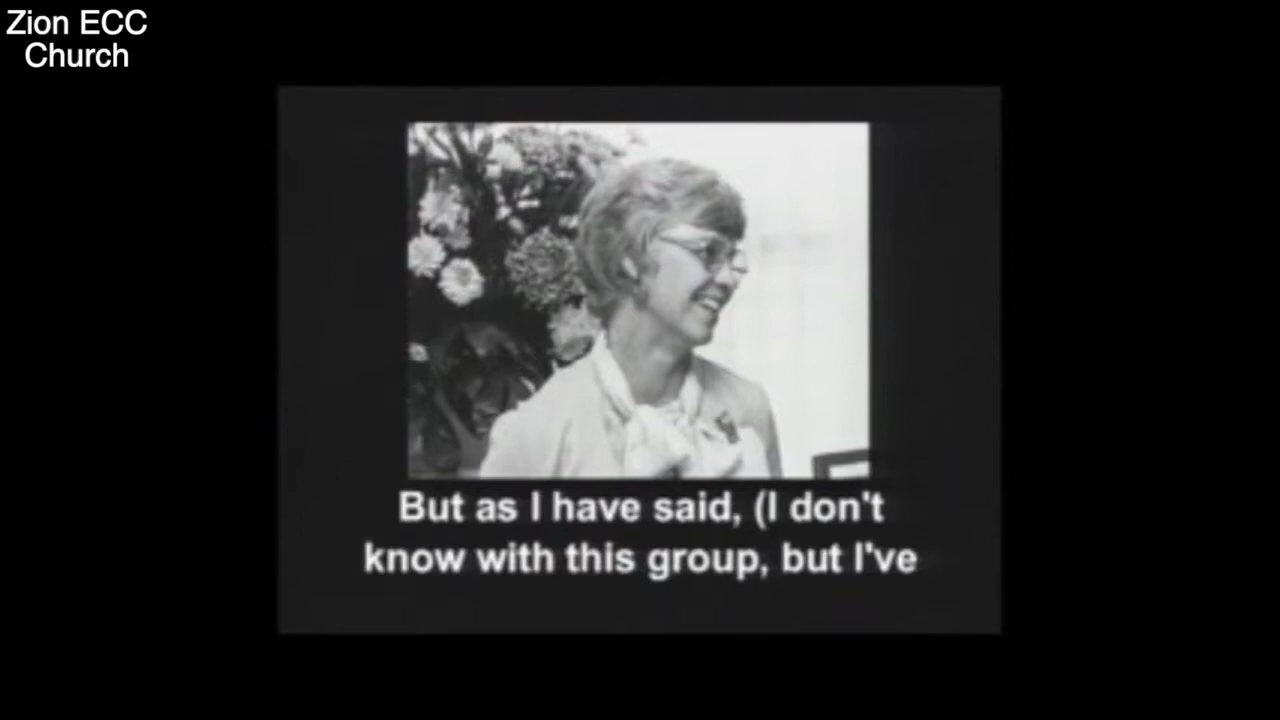 Zion ECC
Church
But as I have said, (I don't
know with this group, but I've